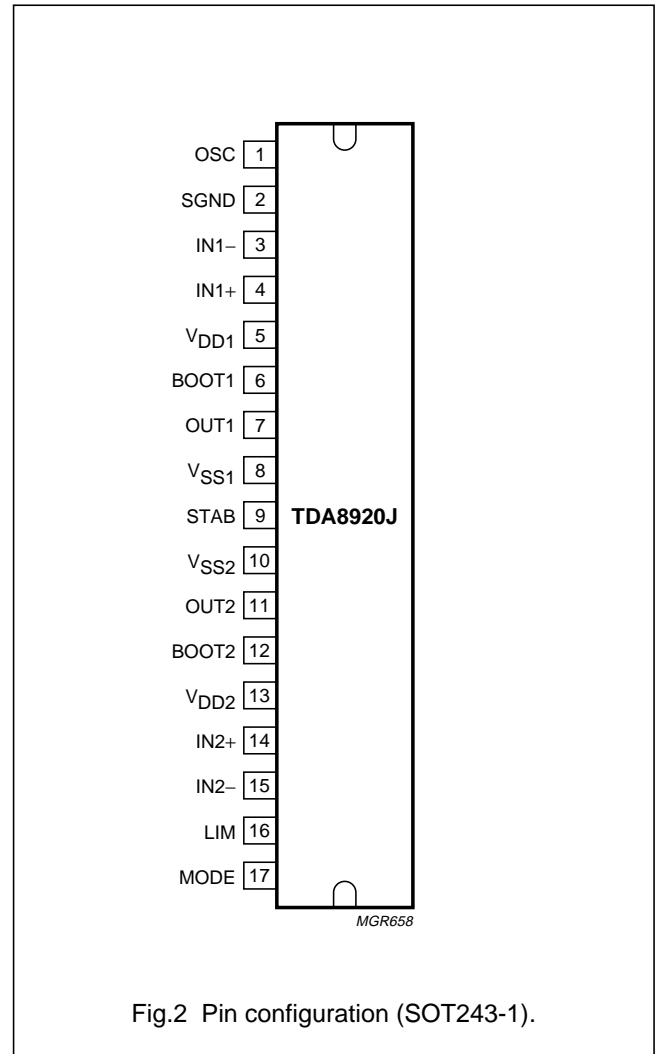 OSC 1
SGND 2
IN1− 3
IN1+ 4
VDD1 5
BOOT1 6
OUT1 7
VSS1 8
STAB 9 TDA8920J
VSS2 10
OUT2 11
BOOT2 12
VDD2 13
IN2+ 14
IN2− 15
LIM 16
MODE 17
MGR658
Fig.2 Pin configuration (SOT243-1).